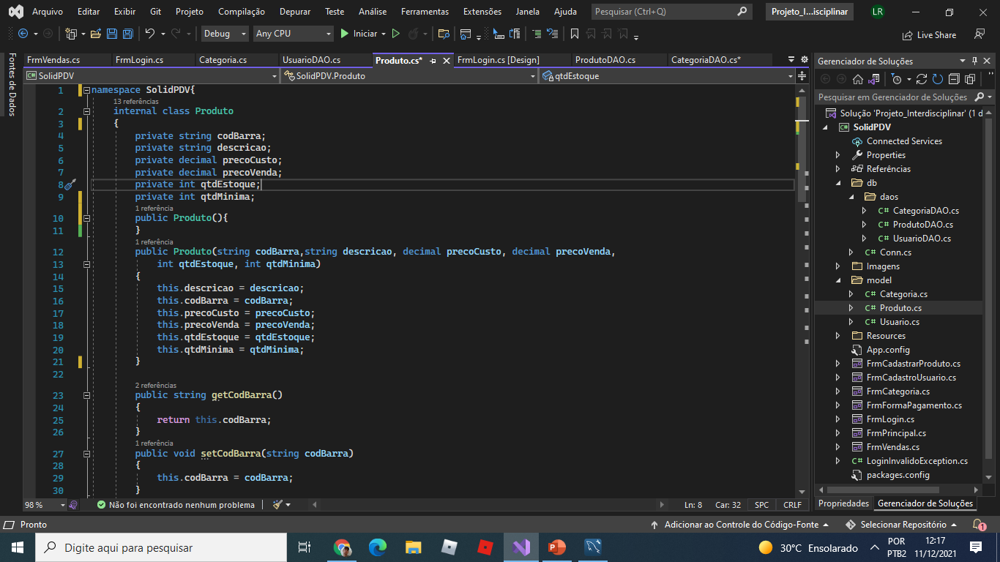 Arquivo Editar Exibir Git Projeto Compilação Depurar Teste Análise Ferramentas Extensões Janela Ajuda Pesquisar (Ctrl+Q) Projeto_I...isciplinar LR
Debug Any CPU Iniciar Live Share
Fontes de Dados
FrmVendas.cs FrmLogin.cs Categoria.cs UsuarioDAO.cs Produto.cs* FrmLogin.cs [Design] ProdutoDAO.cs CategoriaDAO.cs*
SolidPDV SolidPDV.Produto qtdEstoque
1 namespace SolidPDV{
13 referências
2 internal class Produto
3 {
4 private string codBarra;
5 private string descricao;
6 private decimal precoCusto;
7 private decimal precoVenda;
8 private int qtdEstoque;
9 private int qtdMinima;
1 referência
10 public Produto(){
11 }
1 referência
12 public Produto(string codBarra,string descricao, decimal precoCusto, decimal precoVenda,
13 int qtdEstoque, int qtdMinima)
14 {
15 this.descricao = descricao;
16 this.codBarra = codBarra;
17 this.precoCusto = precoCusto;
18 this.precoVenda = precoVenda;
19 this.qtdEstoque = qtdEstoque;
20 this.qtdMinima = qtdMinima;
21 }
22
2 referências
23 public string getCodBarra()
24 {
25 return this.codBarra;
26 }
1 referência
27 public void setCodBarra(string codBarra)
28 {
29 this.codBarra = codBarra;
30 }
98 % Não foi encontrado nenhum problema Ln: 8 Car: 32 SPC CRLF
Gerenciador de Soluções
Pesquisar em Gerenciador de Soluções
Solução 'Projeto_Interdisciplinar' (1 d
SolidPDV
Connected Services
Properties
Referências
db
daos
C# CategoriaDAO.cs
C# ProdutoDAO.cs
C# UsuarioDAO.cs
C# Conn.cs
Imagens
model
C# Categoria.cs
C# Produto.cs
C# Usuario.cs
Resources
App.config
FrmCadastrarProduto.cs
FrmCadastroUsuario.cs
FrmCategoria.cs
FrmFormaPagamento.cs
FrmLogin.cs
FrmPrincipal.cs
FrmVendas.cs
C# LoginInvalidoException.cs
packages.config
Propriedades Gerenciador de Soluções
Pronto Adicionar ao Controle do Código-Fonte Selecionar Repositório 1
Digite aqui para pesquisar 30°C Ensolarado POR 12:17
PTB2 11/12/2021